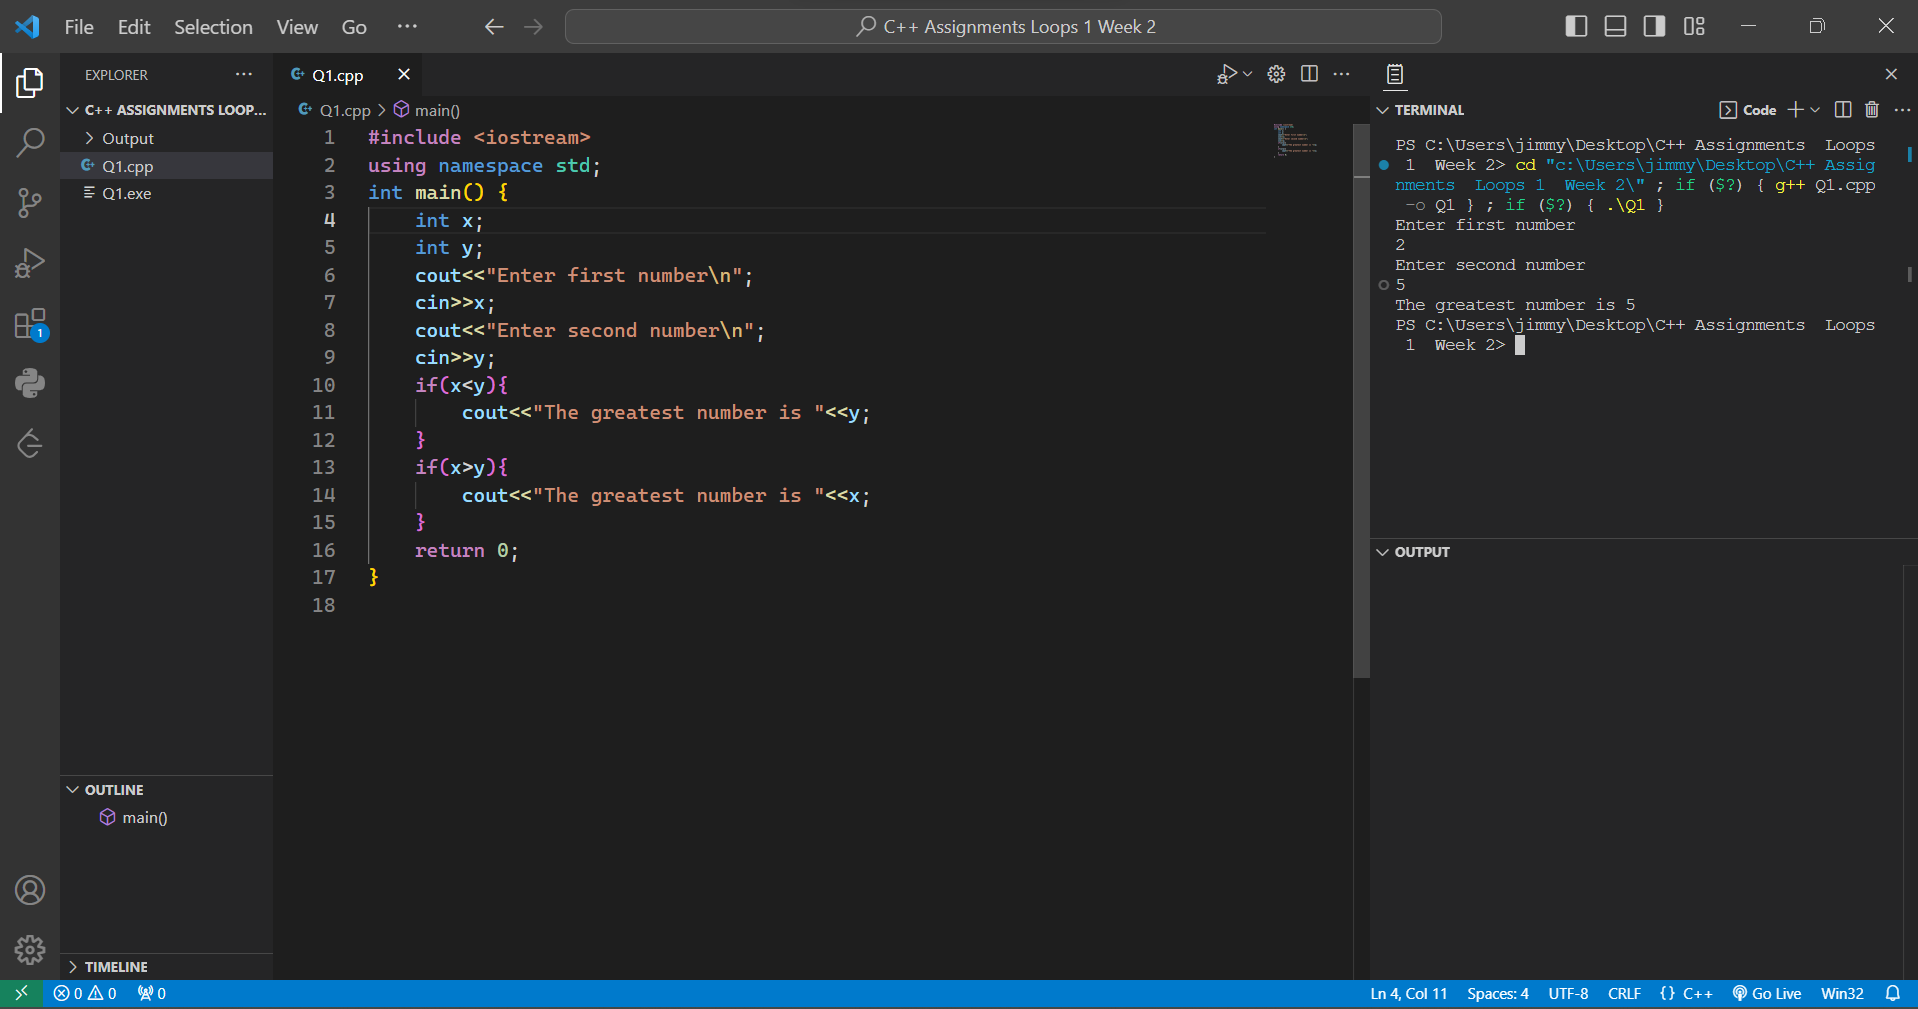 File Edit Selection View Go ···
C++ Assignments Loops 1 Week 2
EXPLORER ···
C++ ASSIGNMENTS LOOP...
Output
Q1.cpp
Q1.exe
OUTLINE
main()
TIMELINE
1
Q1.cpp
Q1.cpp > main()
1 #include <iostream>
2 using namespace std;
3 int main() {
4     int x;
5     int y;
6     cout<<"Enter first number\n";
7     cin>>x;
8     cout<<"Enter second number\n";
9     cin>>y;
10     if(x<y){
11         cout<<"The greatest number is "<<y;
12     }
13     if(x>y){
14         cout<<"The greatest number is "<<x;
15     }
16     return 0;
17 }
18
TERMINAL Code
PS C:\Users\jimmy\Desktop\C++ Assignments  Loops
 1  Week 2> cd "c:\Users\jimmy\Desktop\C++ Assig
nments  Loops 1  Week 2\" ; if ($?) { g++ Q1.cpp
 -o Q1 } ; if ($?) { .\Q1 }
Enter first number
2
Enter second number
5
The greatest number is 5
PS C:\Users\jimmy\Desktop\C++ Assignments  Loops
 1  Week 2>
OUTPUT
0 0 0 Ln 4, Col 11 Spaces: 4 UTF-8 CRLF {} C++ Go Live Win32